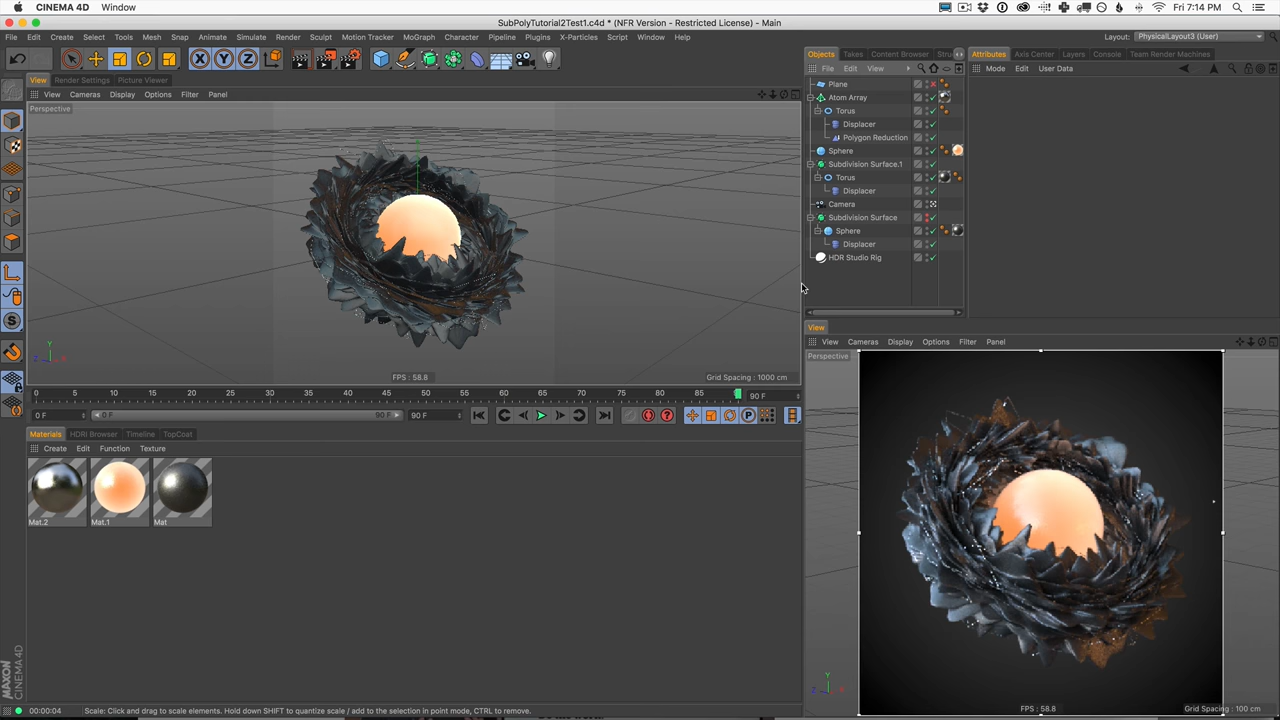 CINEMA 4D Window Fri 7:14 PM
SubPolyTutorial2Test1.c4d * (NFR Version - Restricted License) - Main
File Edit Create Select Tools Mesh Snap Animate Simulate Render Sculpt Motion Tracker MoGraph Character Pipeline Plugins X-Particles Script Window Help Layout: PhysicalLayout3 (User)
X Y Z
Objects Takes Content Browser Struc
File Edit View
Attributes Axis Center Layers Console Team Render Machines
Mode Edit User Data
View Render Settings Picture Viewer
View Cameras Display Options Filter Panel
Perspective
Plane
Atom Array
Torus
Displacer
Polygon Reduction
Sphere
Subdivision Surface.1
Torus
Displacer
Camera
Subdivision Surface
Sphere
Displacer
HDR Studio Rig
Y
Z X
FPS : 58.8
Grid Spacing : 1000 cm
0 5 10 15 20 25 30 35 40 45 50 55 60 65 70 75 80 85 90 F
0 F 0 F 90 F 90 F
Materials HDRI Browser Timeline TopCoat
Create Edit Function Texture
Mat.2 Mat.1 Mat
View
View Cameras Display Options Filter Panel
Perspective
Y
Z X
FPS : 58.8
Grid Spacing : 100 cm
MAXON
CINEMA 4D
00:00:04 Scale: Click and drag to scale elements. Hold down SHIFT to quantize scale / add to the selection in point mode, CTRL to remove.